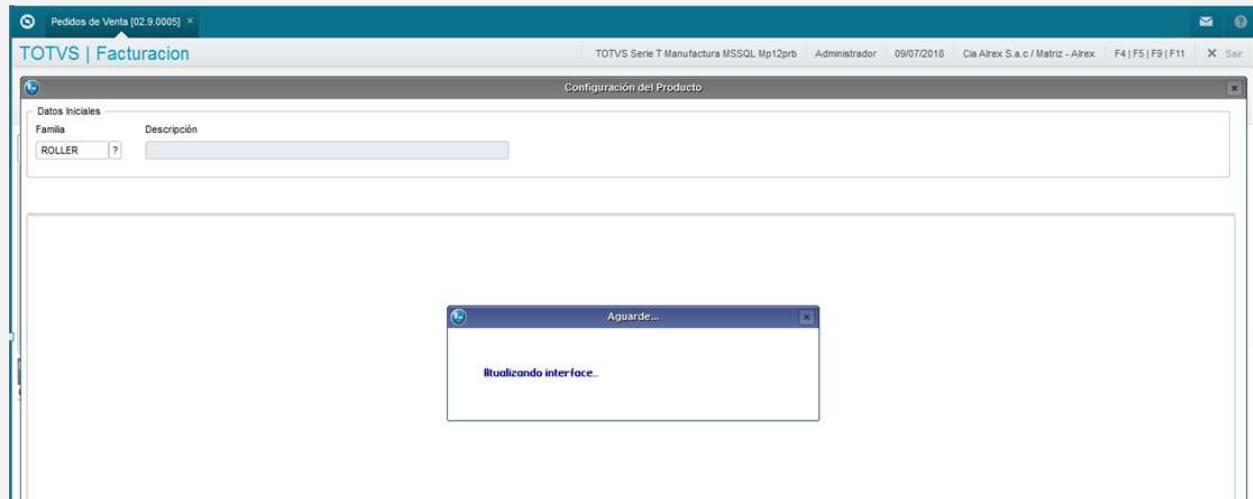 Pedidos de Venta [02.9.0005] ×
TOTVS | Facturacion
TOTVS Serie T Manufactura MSSQL Mp12prb Administrador 09/07/2018 Cia Alrex S.a.c / Matriz - Alrex F4 | F5 | F9 | F11 X Sair
Configuración del Producto
Datos Iniciales
Familia Descripción
ROLLER ?
Aguarde...
Atualizando interface..